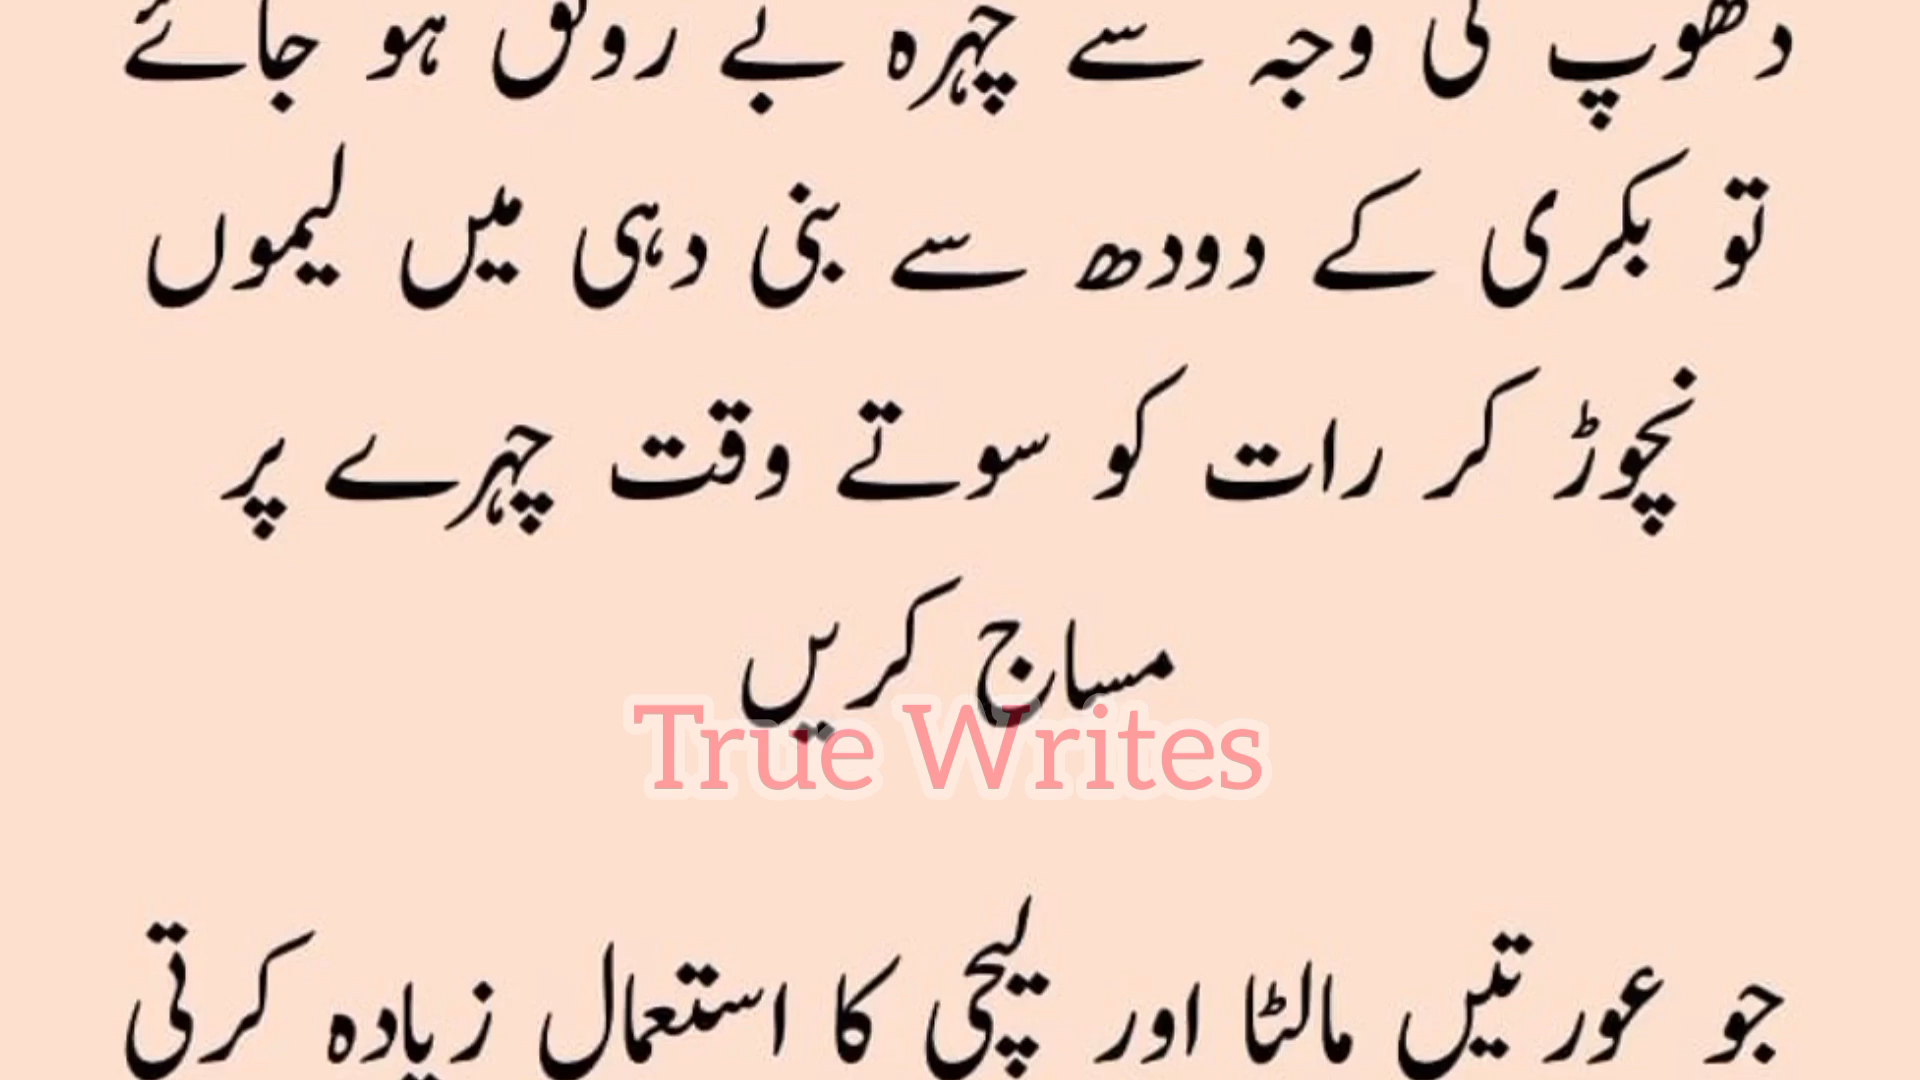 دھوپ کی وجہ سے چہرہ بے رونق ہو جائے
تو بکری کے دودھ سے بنی دہی میں لیموں
نچوڑ کر رات کو سوتے وقت چہرے پر
مساج کریں
True Writes
جو عورتیں مالٹا اور لیچی کا استعمال زیادہ کرتی